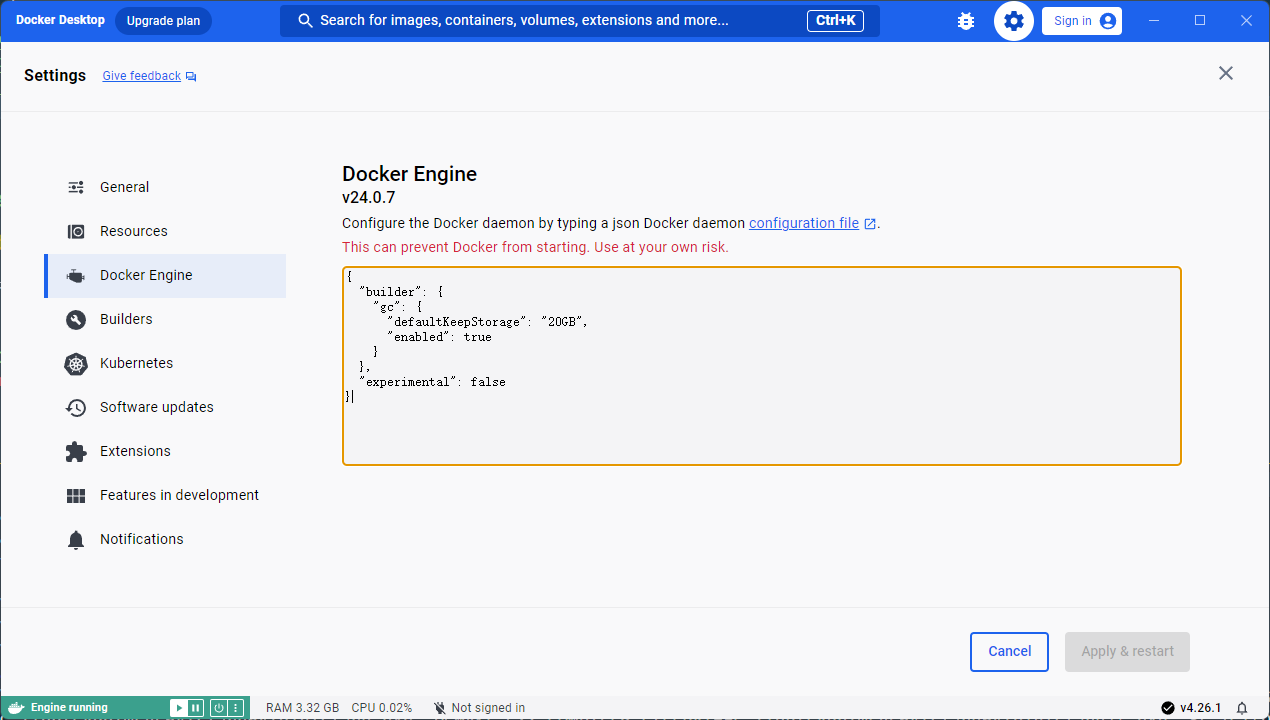 Docker Desktop Upgrade plan Search for images, containers, volumes, extensions and more... Ctrl+K Sign in
Settings Give feedback
General
Resources
Docker Engine
Builders
Kubernetes
Software updates
Extensions
Features in development
Notifications
Docker Engine
v24.0.7
Configure the Docker daemon by typing a json Docker daemon configuration file.
This can prevent Docker from starting. Use at your own risk.
{
  "builder": {
    "gc": {
      "defaultKeepStorage": "20GB",
      "enabled": true
    }
  },
  "experimental": false
}
Cancel Apply & restart
Engine running RAM 3.32 GB CPU 0.02% Not signed in v4.26.1